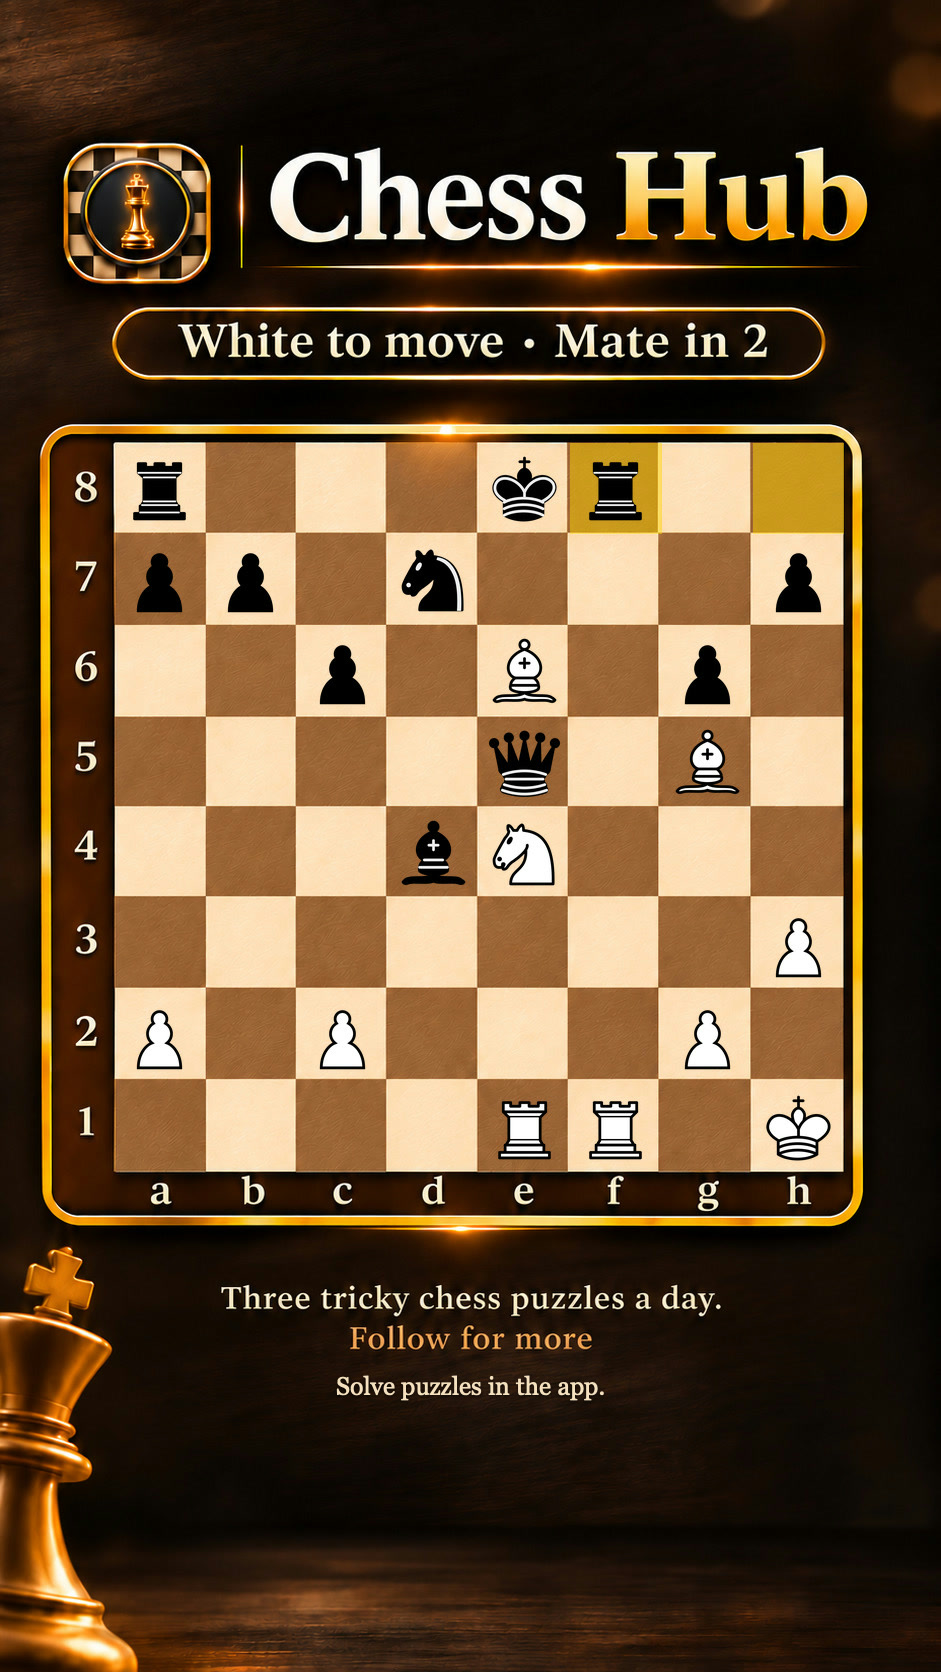 Chess Hub
White to move • Mate in 2
8
7
6
5
4
3
2
1
a b c d e f g h
Three tricky chess puzzles a day.
Follow for more
Solve puzzles in the app.